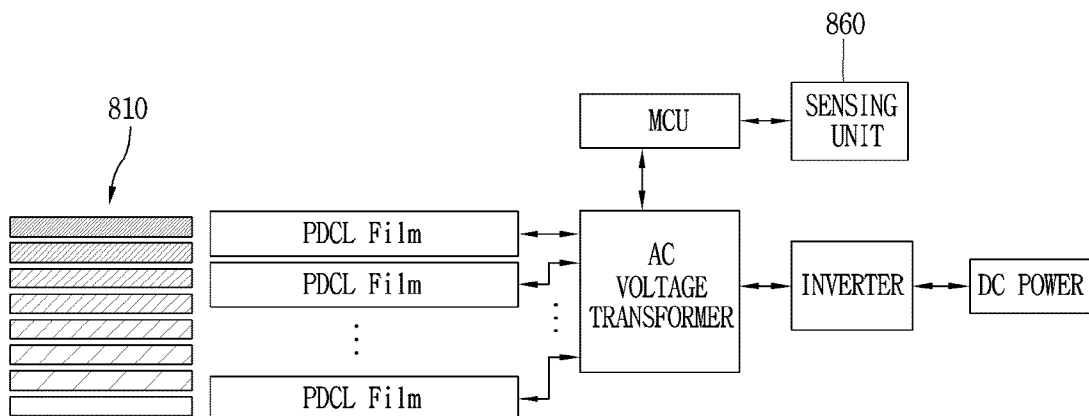 860
810
MCU
SENSING
UNIT
PDCL Film
PDCL Film
PDCL Film
AC
VOLTAGE
TRANSFORMER
INVERTER
DC POWER